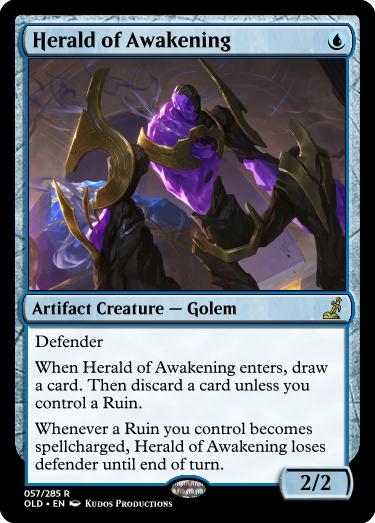 Herald of Awakening
Artifact Creature — Golem
Defender
When Herald of Awakening enters, draw
a card. Then discard a card unless you
control a Ruin.
Whenever a Ruin you control becomes
spellcharged, Herald of Awakening loses
defender until end of turn.
2/2
057/285 R
OLD • EN Kudos Productions